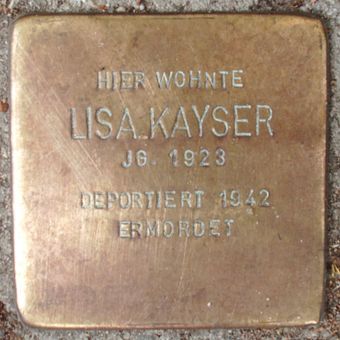 HIER WOHNTE
LISA KAYSER
JG. 1923
DEPORTIERT 1942
ERMORDET